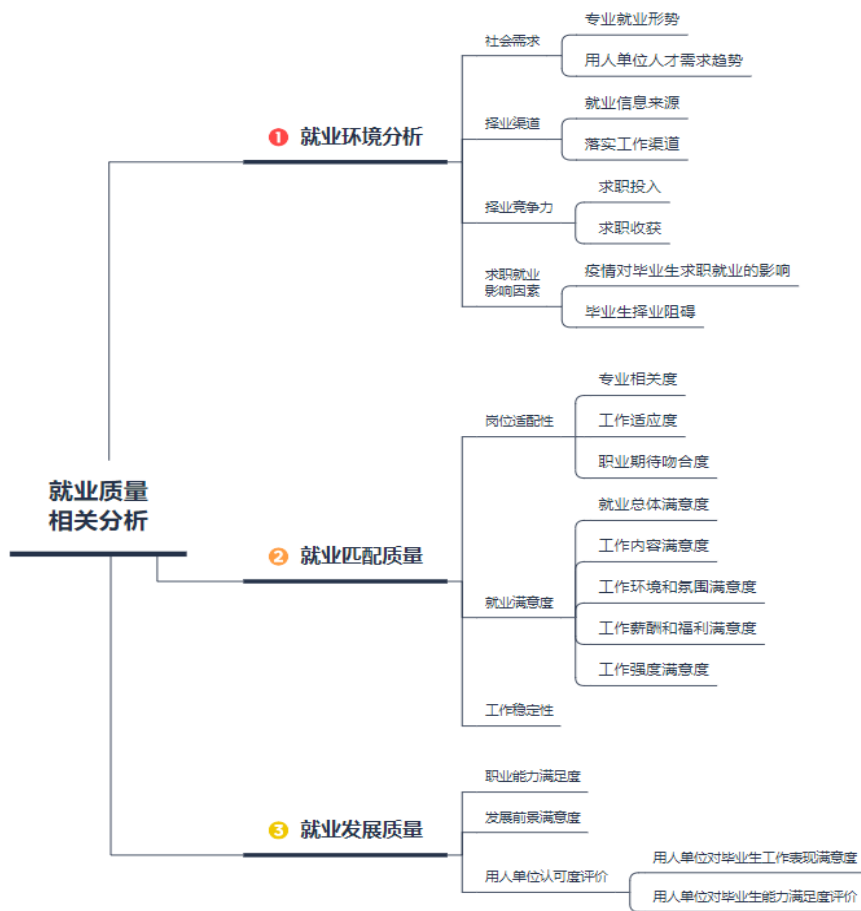 就业质量
相关分析
1 就业环境分析
社会需求
专业就业形势
用人单位人才需求趋势
择业渠道
就业信息来源
落实工作渠道
择业竞争力
求职投入
求职收获
求职就业
影响因素
疫情对毕业生求职就业的影响
毕业生择业阻碍
2 就业匹配质量
岗位适配性
专业相关度
工作适应度
职业期待吻合度
就业满意度
就业总体满意度
工作内容满意度
工作环境和氛围满意度
工作薪酬和福利满意度
工作强度满意度
工作稳定性
3 就业发展质量
职业能力满足度
发展前景满意度
用人单位认可度评价
用人单位对毕业生工作表现满意度
用人单位对毕业生能力满足度评价